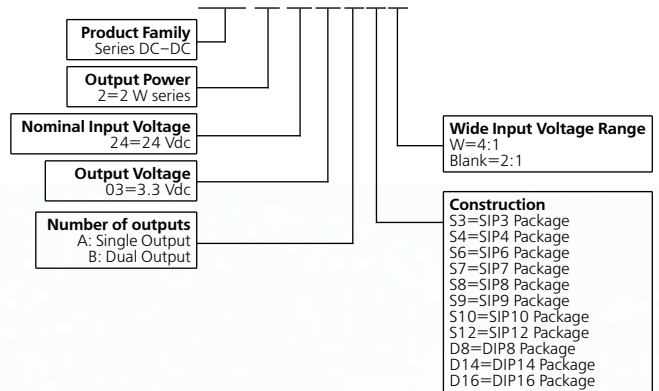 Product Family
Series DC–DC
Output Power
2=2 W series
Nominal Input Voltage
24=24 Vdc
Output Voltage
03=3.3 Vdc
Number of outputs
A: Single Output
B: Dual Output
Wide Input Voltage Range
W=4:1
Blank=2:1
Construction
S3=SIP3 Package
S4=SIP4 Package
S6=SIP6 Package
S7=SIP7 Package
S8=SIP8 Package
S9=SIP9 Package
S10=SIP10 Package
S12=SIP12 Package
D8=DIP8 Package
D14=DIP14 Package
D16=DIP16 Package